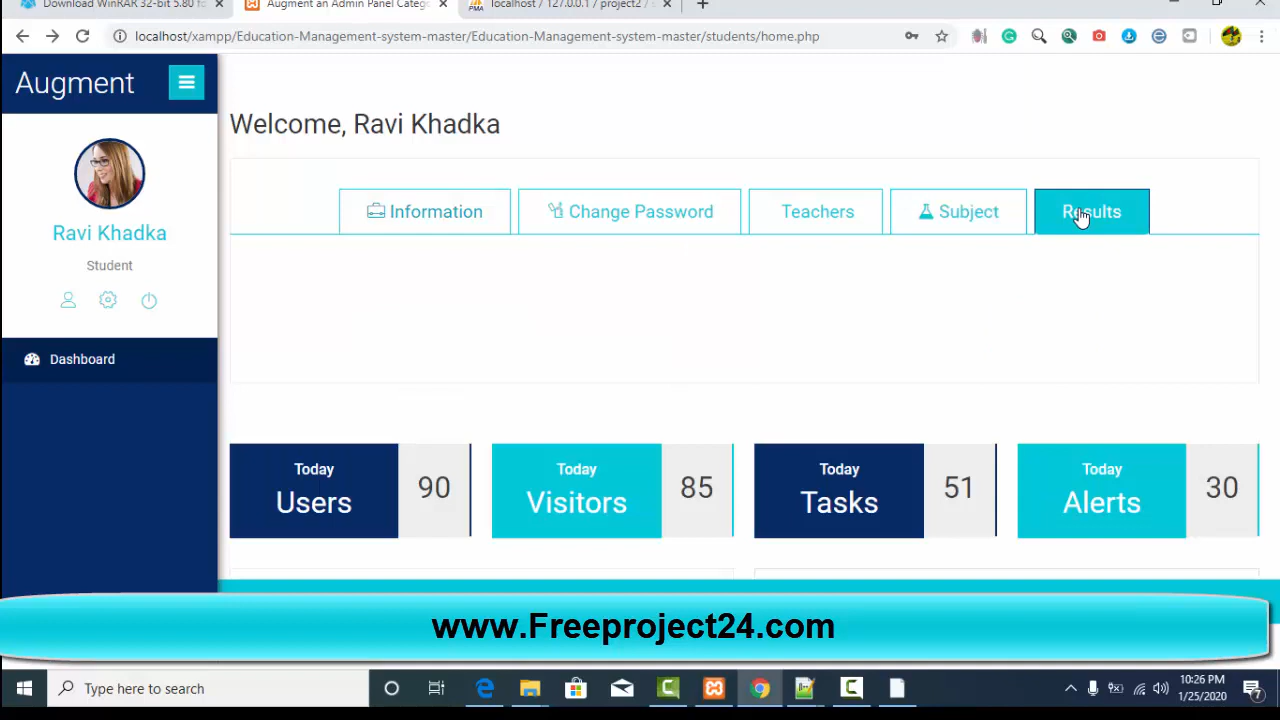 Download WinRAR 32-bit 5.80 fo
Augment an Admin Panel Catego
localhost / 127.0.0.1 / project2 / s
localhost/xampp/Education-Management-system-master/Education-Management-system-master/students/home.php
Augment
Welcome, Ravi Khadka
Information
Change Password
Teachers
Subject
Results
Ravi Khadka
Student
Dashboard
Today
Users
90
Today
Visitors
85
Today
Tasks
51
Today
Alerts
30
www.Freeproject24.com
Type here to search
10:26 PM
1/25/2020
7